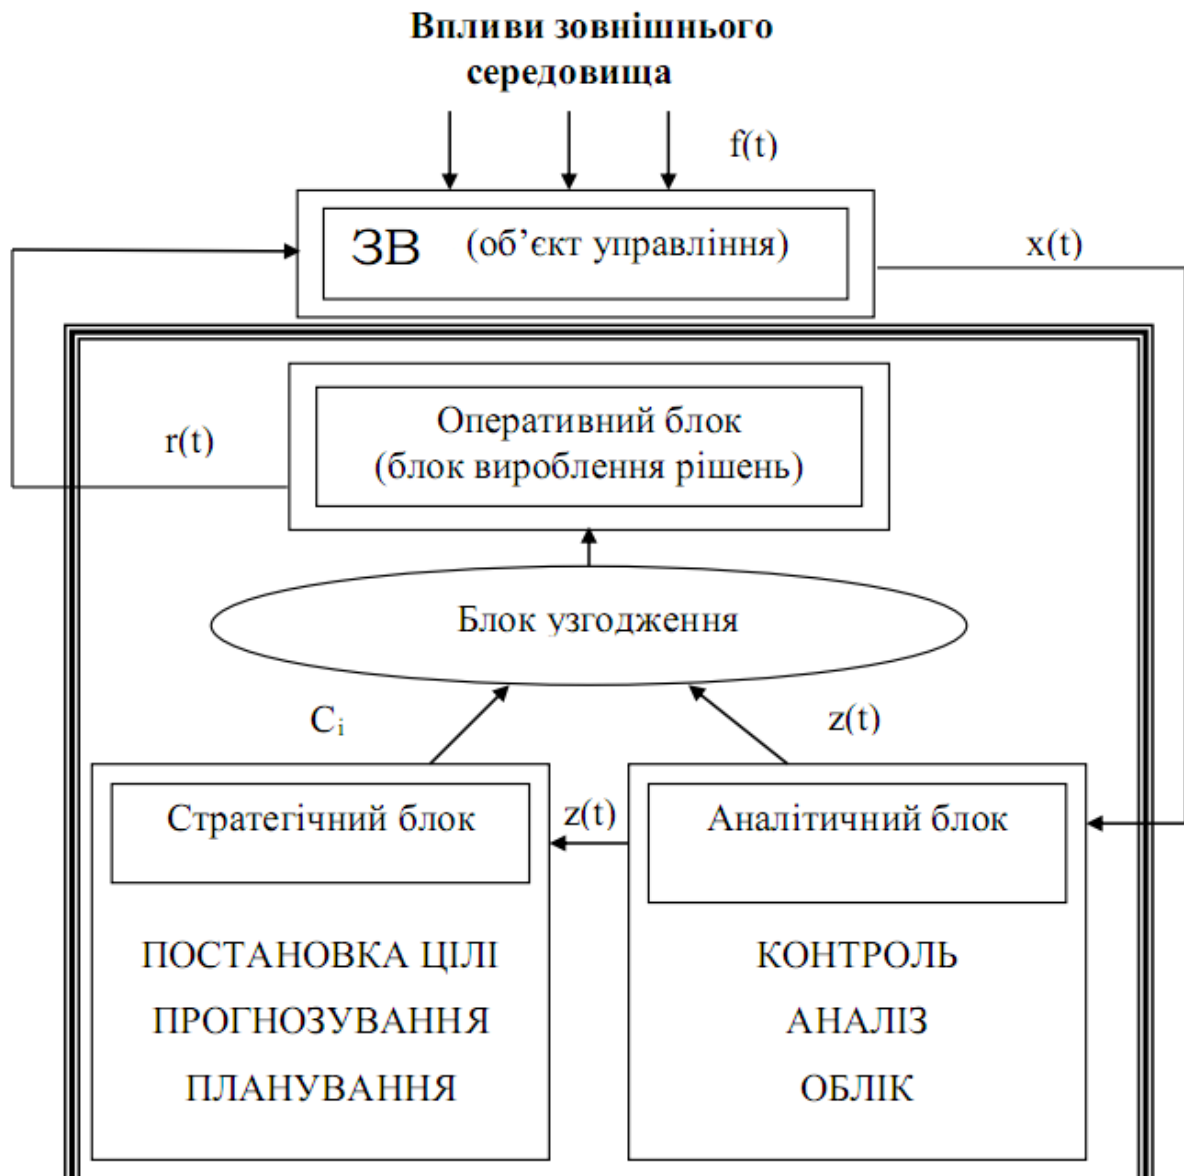 Впливи зовнішнього
середовища
f(t)
ЗВ (об’єкт управління)
x(t)
Оперативний блок
(блок вироблення рішень)
r(t)
Блок узгодження
Cᵢ
z(t)
Стратегічний блок
z(t)
Аналітичний блок
ПОСТАНОВКА ЦІЛІ
ПРОГНОЗУВАННЯ
ПЛАНУВАННЯ
КОНТРОЛЬ
АНАЛІЗ
ОБЛІК